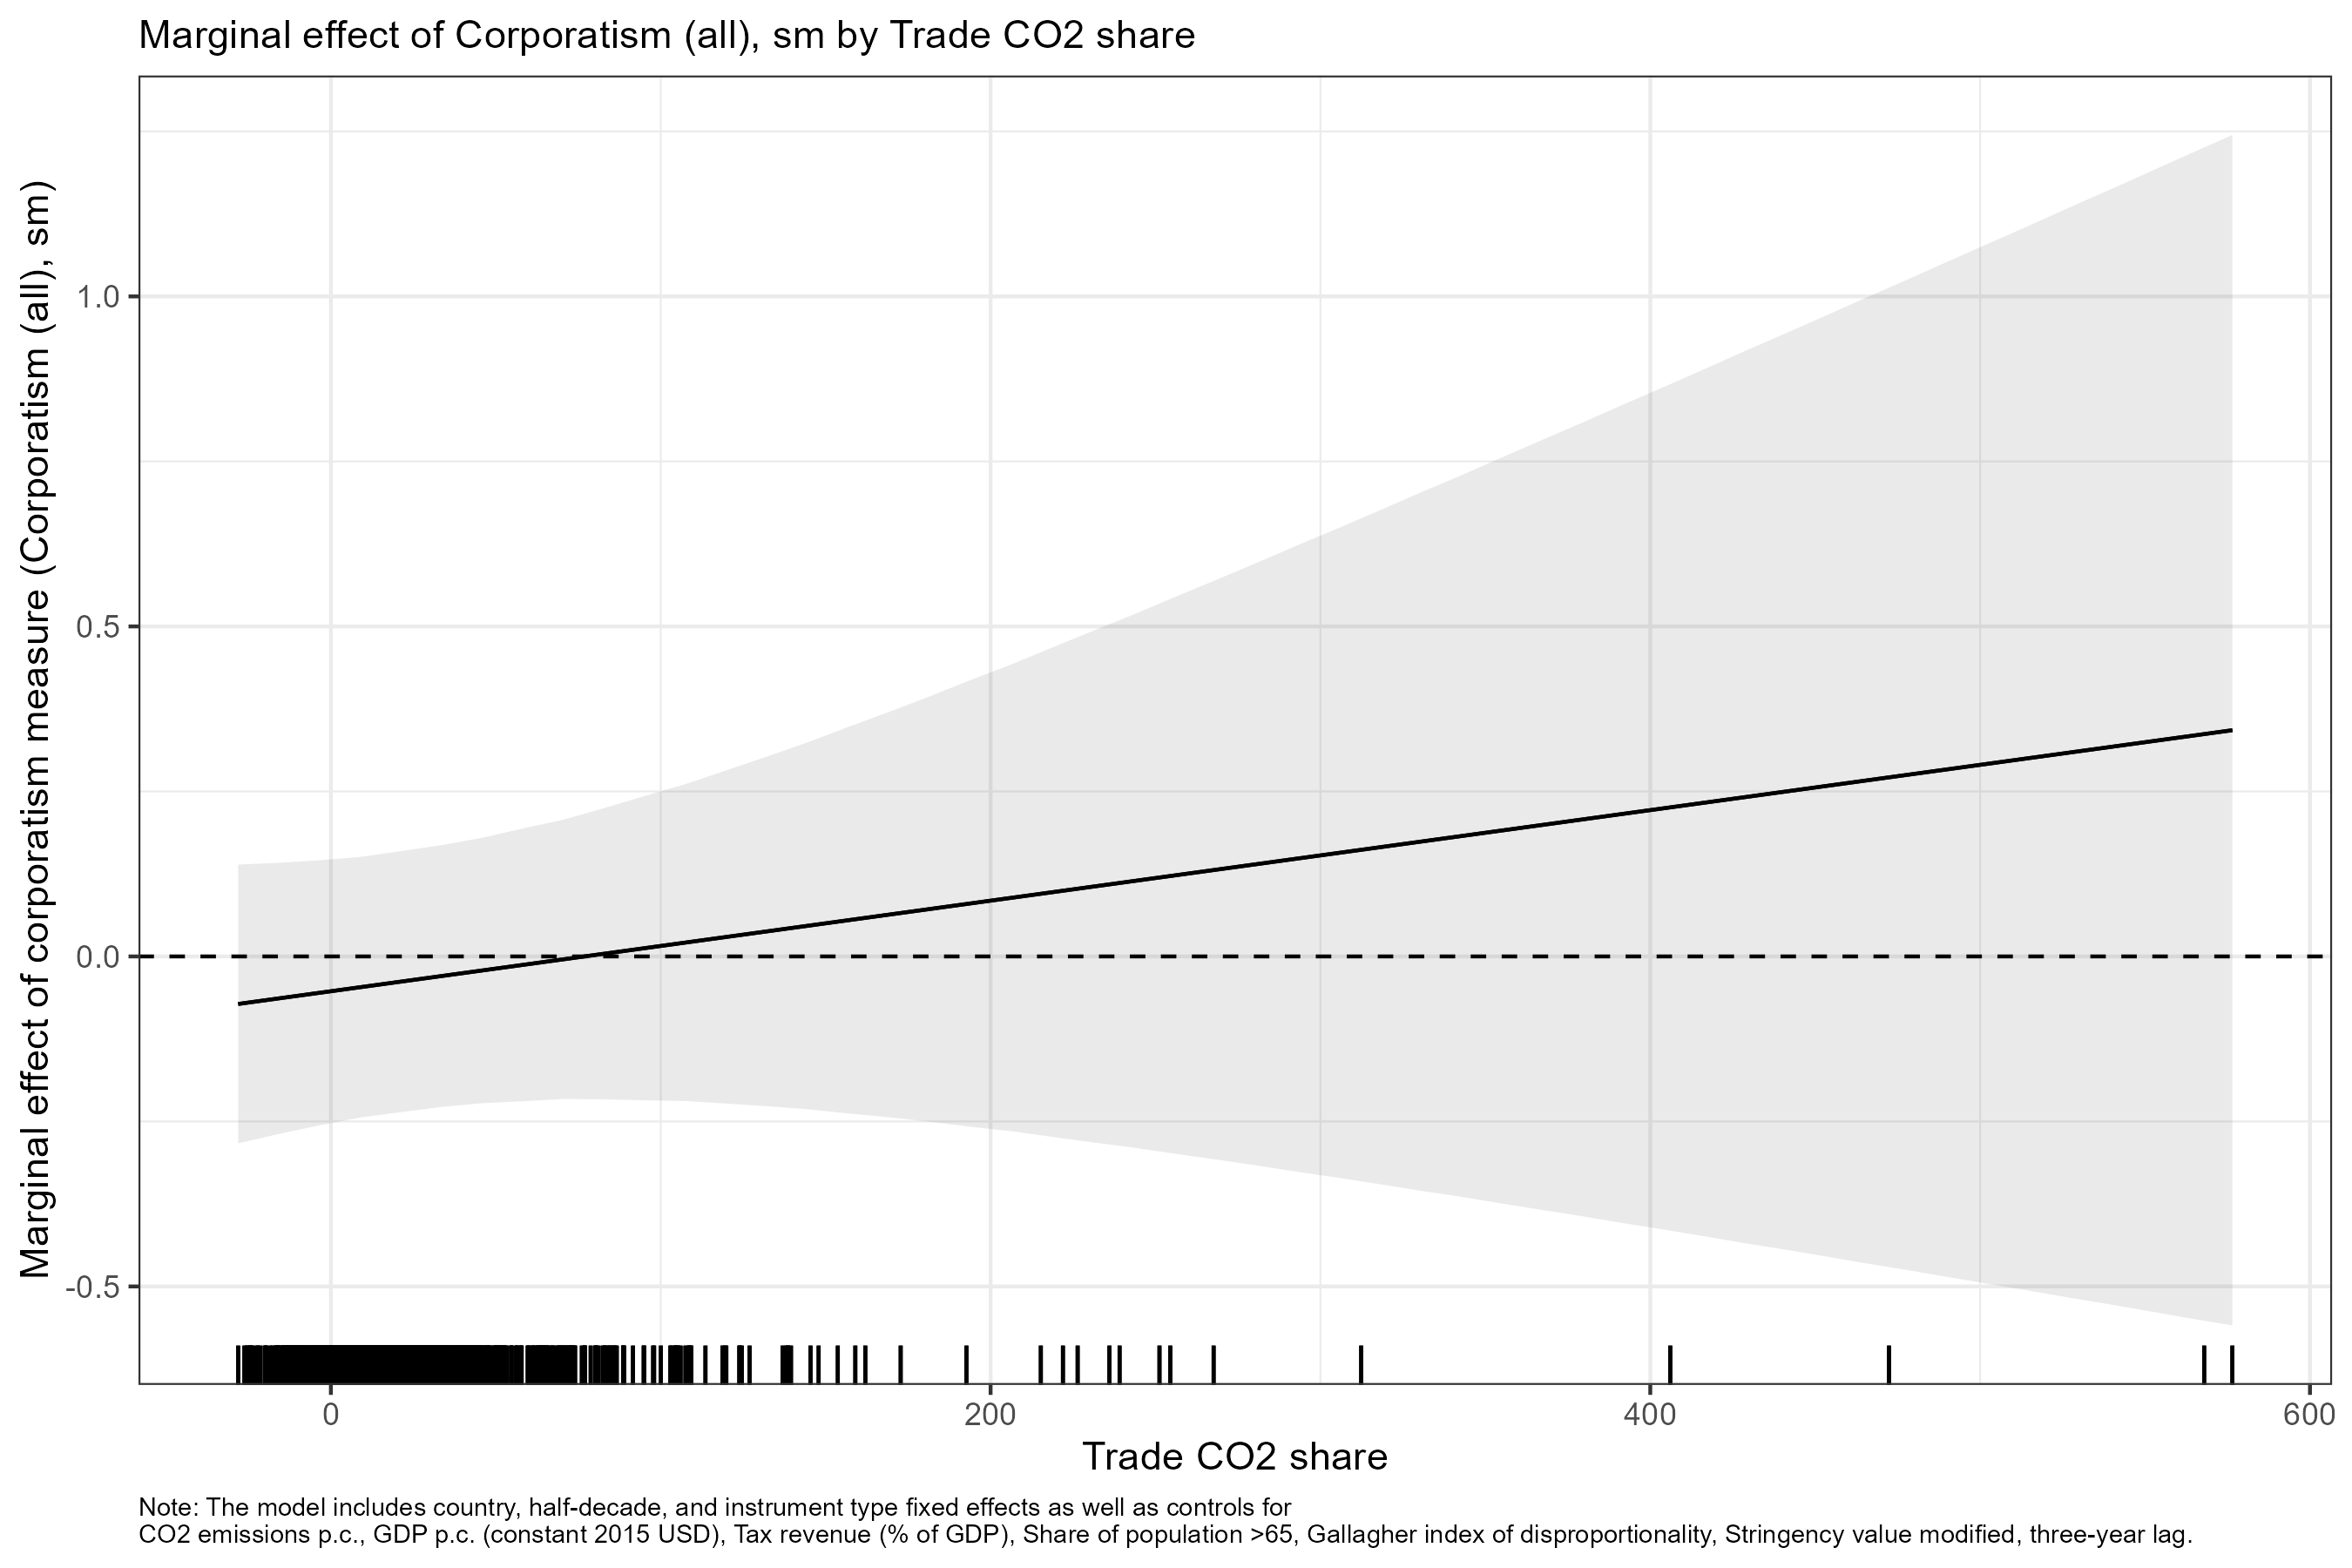 Marginal effect of Corporatism (all), sm by Trade CO2 share
Marginal effect of corporatism measure (Corporatism (all), sm)
1.0
0.5
0.0
-0.5
0
200
400
600
Trade CO2 share
Note: The model includes country, half-decade, and instrument type fixed effects as well as controls for
CO2 emissions p.c., GDP p.c. (constant 2015 USD), Tax revenue (% of GDP), Share of population >65, Gallagher index of disproportionality, Stringency value modified, three-year lag.